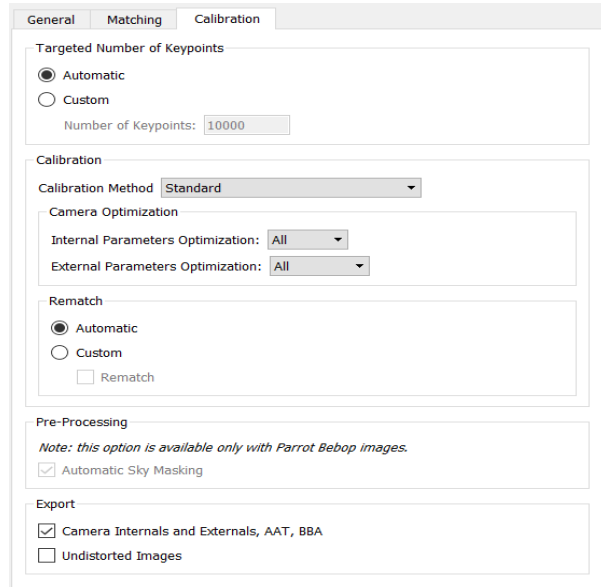 General Matching Calibration
Targeted Number of Keypoints
Automatic
Custom
Number of Keypoints: 10000
Calibration
Calibration Method Standard
Camera Optimization
Internal Parameters Optimization: All
External Parameters Optimization: All
Rematch
Automatic
Custom
Rematch
Pre-Processing
Note: this option is available only with Parrot Bebop images.
Automatic Sky Masking
Export
Camera Internals and Externals, AAT, BBA
Undistorted Images